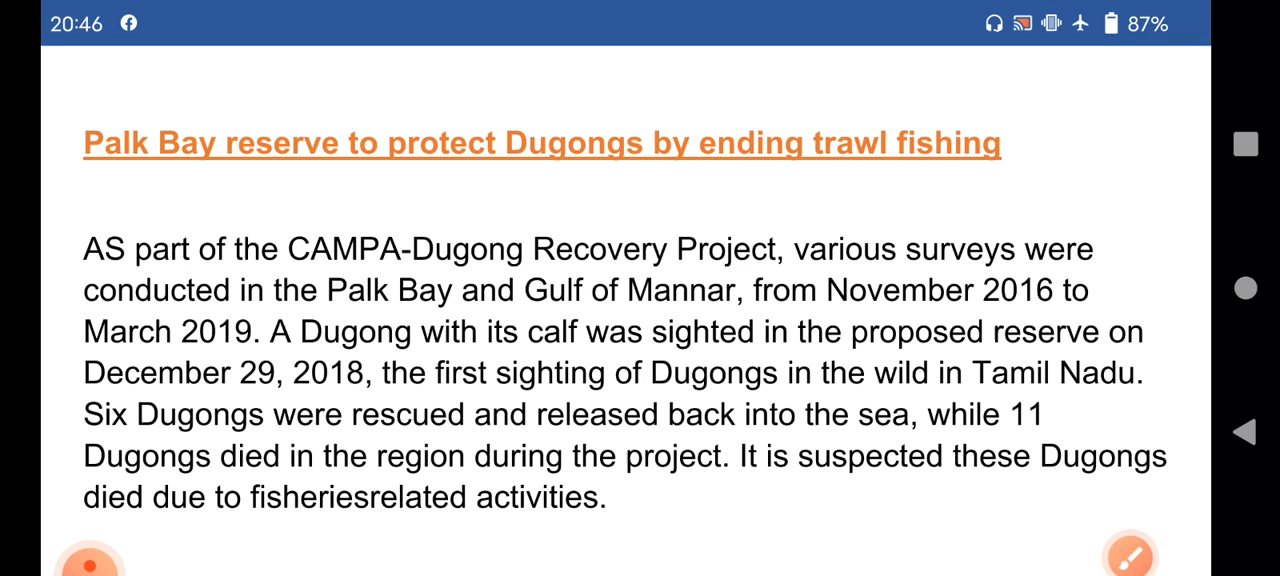 20:46
87%
Palk Bay reserve to protect Dugongs by ending trawl fishing
AS part of the CAMPA-Dugong Recovery Project, various surveys were
conducted in the Palk Bay and Gulf of Mannar, from November 2016 to
March 2019. A Dugong with its calf was sighted in the proposed reserve on
December 29, 2018, the first sighting of Dugongs in the wild in Tamil Nadu.
Six Dugongs were rescued and released back into the sea, while 11
Dugongs died in the region during the project. It is suspected these Dugongs
died due to fisheriesrelated activities.